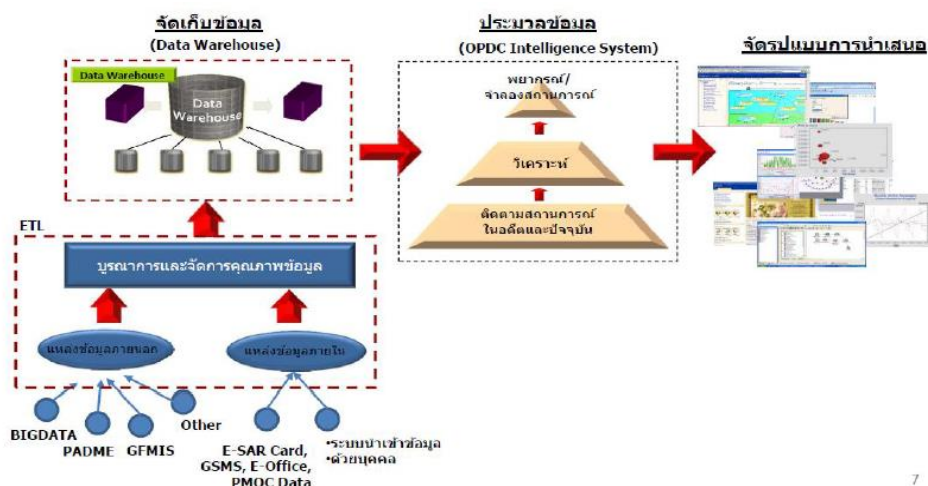 จัดเก็บข้อมูล
(Data Warehouse)
Data Warehouse
Data
Warehouse
ETL
บูรณาการและจัดการคุณภาพข้อมูล
แหล่งข้อมูลภายนอก
แหล่งข้อมูลภายใน
BIGDATA
PADME
GFMIS
Other
E-SAR Card,
GSMS, E-Office,
PMOC Data
•ระบบนำเข้าข้อมูล
•ด้วยบุคคล
ประมวลข้อมูล
(OPDC Intelligence System)
พยากรณ์/
จำลองสถานการณ์
วิเคราะห์
ติดตามสถานการณ์
ในอดีตและปัจจุบัน
จัดรูปแบบการนำเสนอ
7